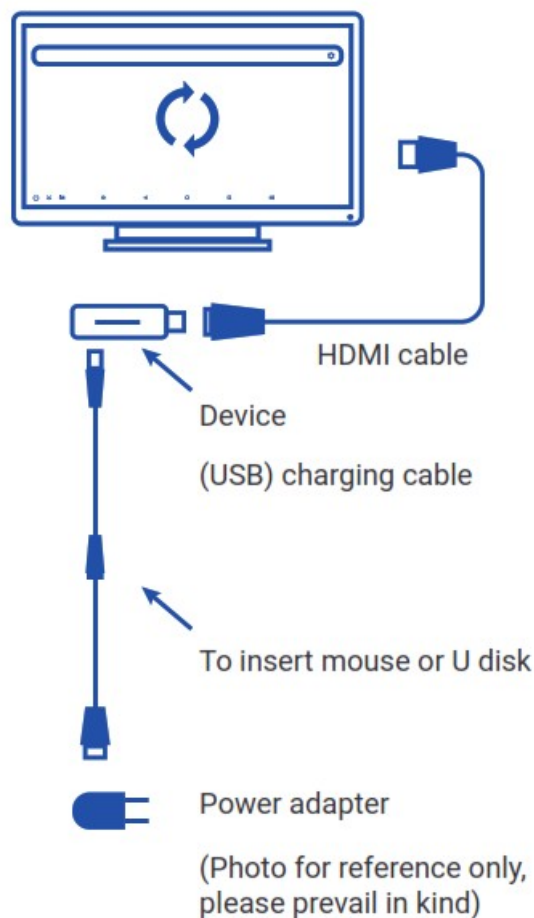 HDMI cable
Device
(USB) charging cable
To insert mouse or U disk
Power adapter
(Photo for reference only,
please prevail in kind)